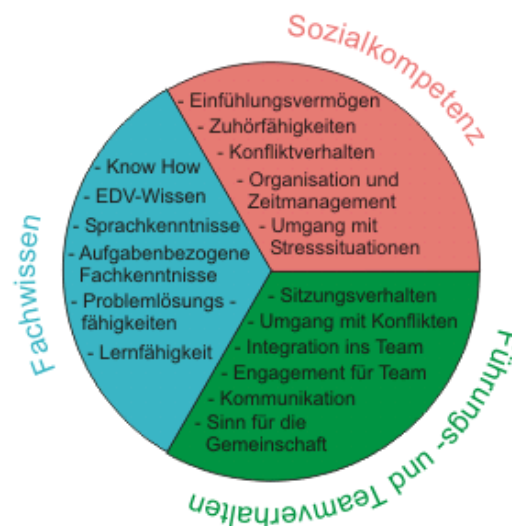 Sozialkompetenz
- Einfühlungsvermögen
- Zuhörfähigkeiten
- Konfliktverhalten
- Organisation und
Zeitmanagement
- Umgang mit
Stresssituationen
Fachwissen
- Know How
- EDV-Wissen
- Sprachkenntnisse
- Aufgabenbezogene
Fachkenntnisse
- Problemlösungs -
fähigkeiten
- Lernfähigkeit
Führungs- und Teamverhalten
- Sitzungsverhalten
- Umgang mit Konflikten
- Integration ins Team
- Engagement für Team
- Kommunikation
- Sinn für die
Gemeinschaft